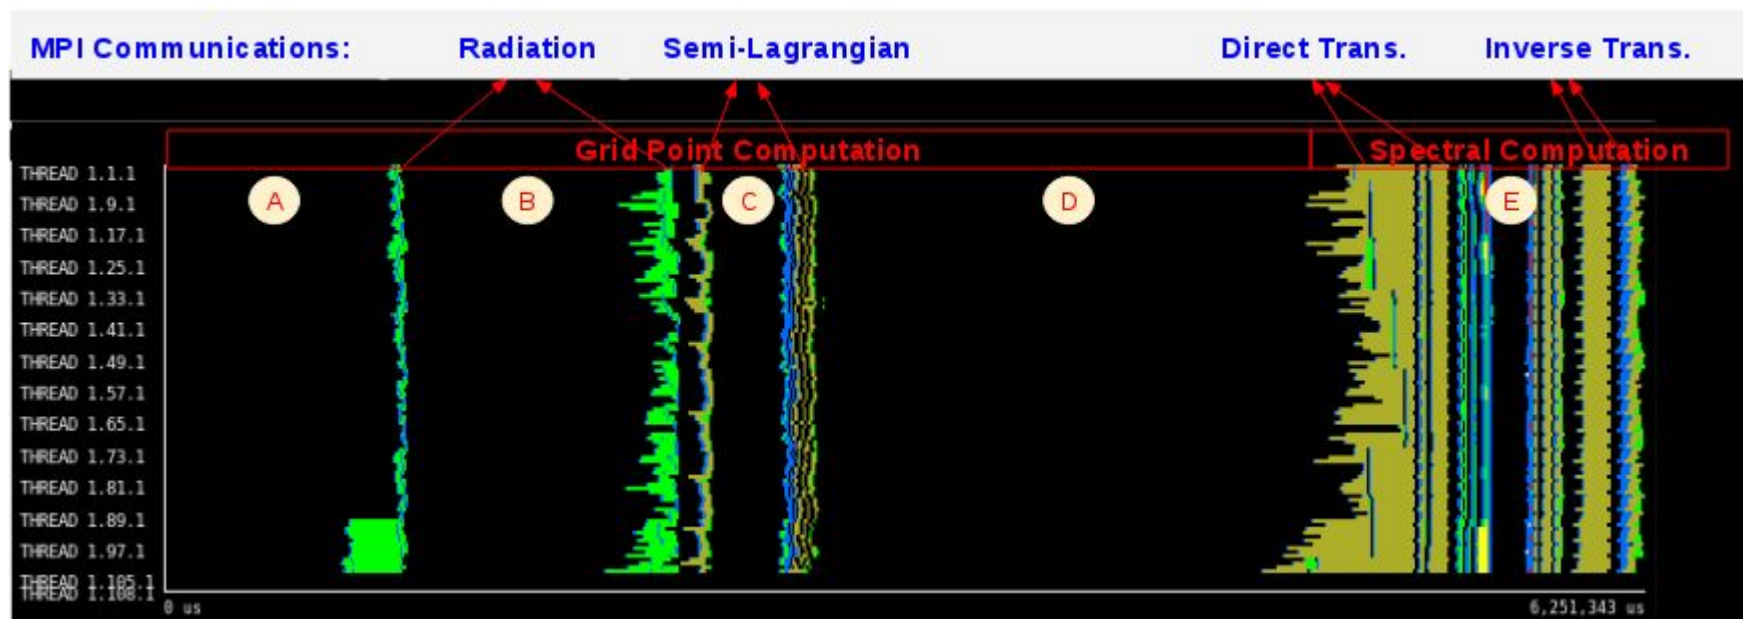 MPI Communications: Radiation Semi-Lagrangian Direct Trans. Inverse Trans.
Grid Point Computation Spectral Computation
THREAD 1.1.1
A B C D E
THREAD 1.9.1
THREAD 1.17.1
THREAD 1.25.1
THREAD 1.33.1
THREAD 1.41.1
THREAD 1.49.1
THREAD 1.57.1
THREAD 1.65.1
THREAD 1.73.1
THREAD 1.81.1
THREAD 1.89.1
THREAD 1.97.1
THREAD 1.105.1
THREAD 1.108.1
0 us 6,251,343 us